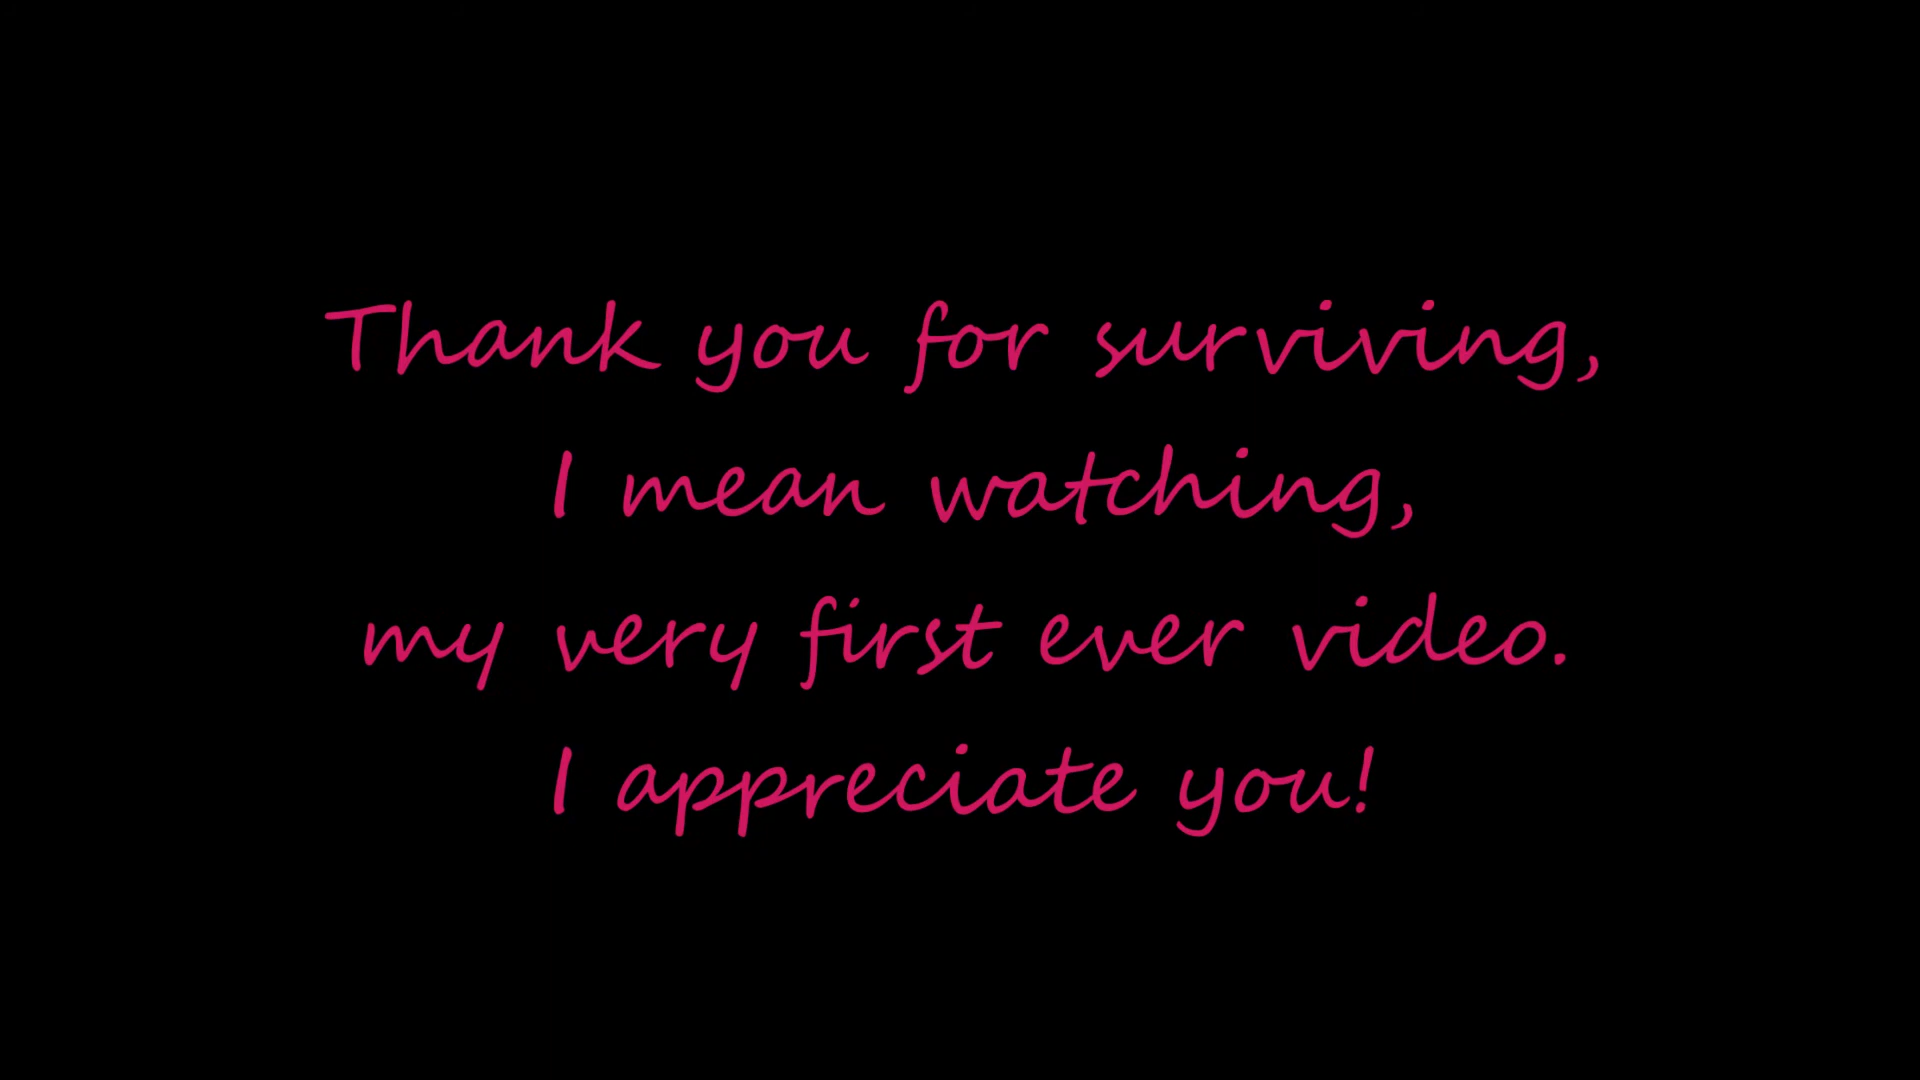 Thank you for surviving,
I mean watching,
my very first ever video.
I appreciate you!